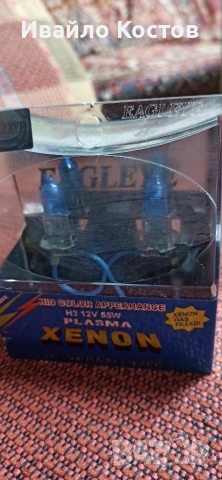 Ивайло Костов
EAGLEYE
EAGLEYE
HID COLOR APPEARANCE
H3 12V 55W
PLASMA
XENON
XENON
GAS
FILLED!